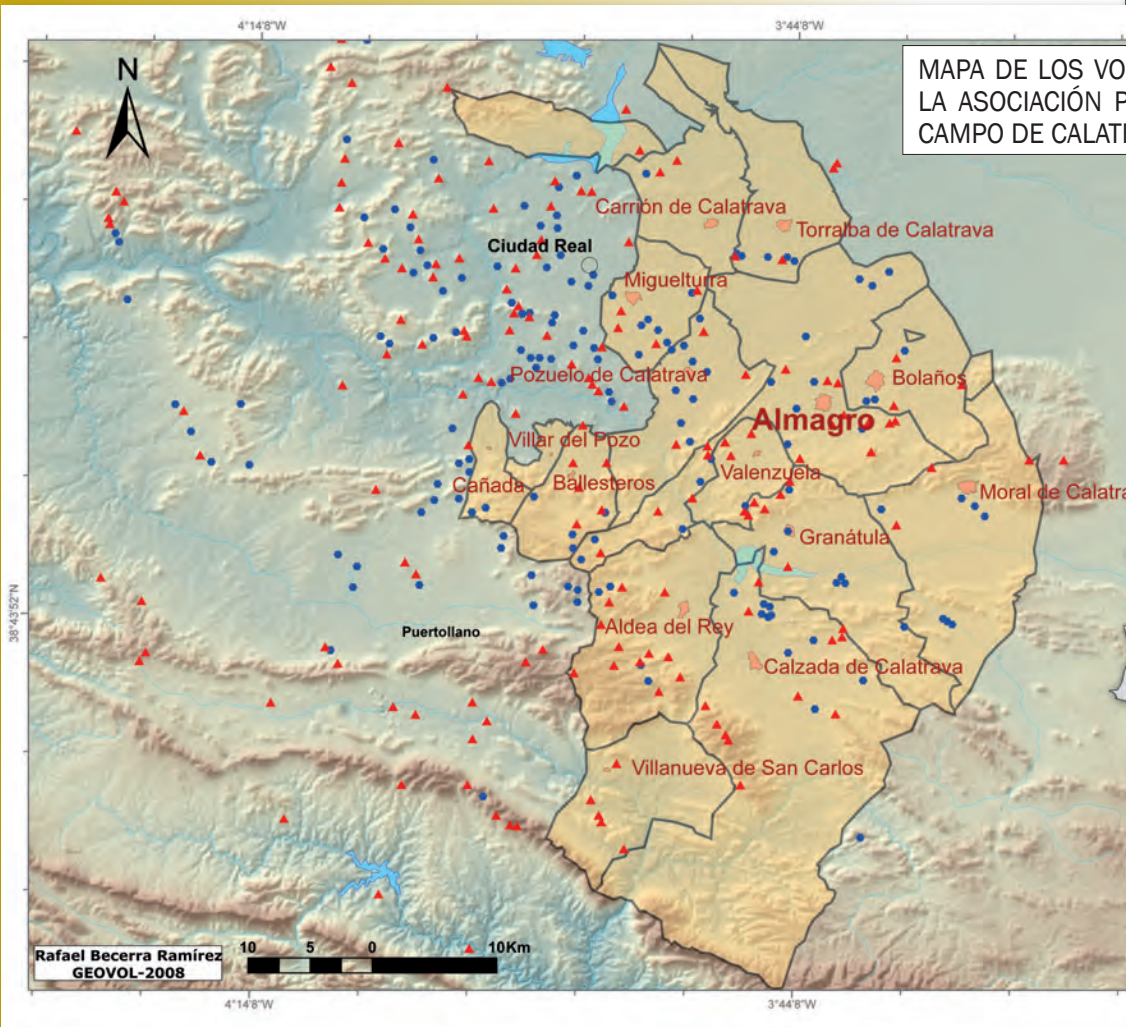 4°14'8"W
3°44'8"W
N
MAPA DE LOS VO
LA ASOCIACIÓN P
CAMPO DE CALAT
Carrión de Calatrava
Torralba de Calatrava
Ciudad Real
Miguelturra
Pozuelo de Calatrava
Bolaños
Almagro
Villar del Pozo
Valenzuela
Cañada
Ballesteros
Moral de Calatra
Granátula
38°43'52"N
Puertollano
Aldea del Rey
Calzada de Calatrava
Villanueva de San Carlos
Rafael Becerra Ramírez
GEOVOL-2008
10 5 0 10Km
4°14'8"W
3°44'8"W